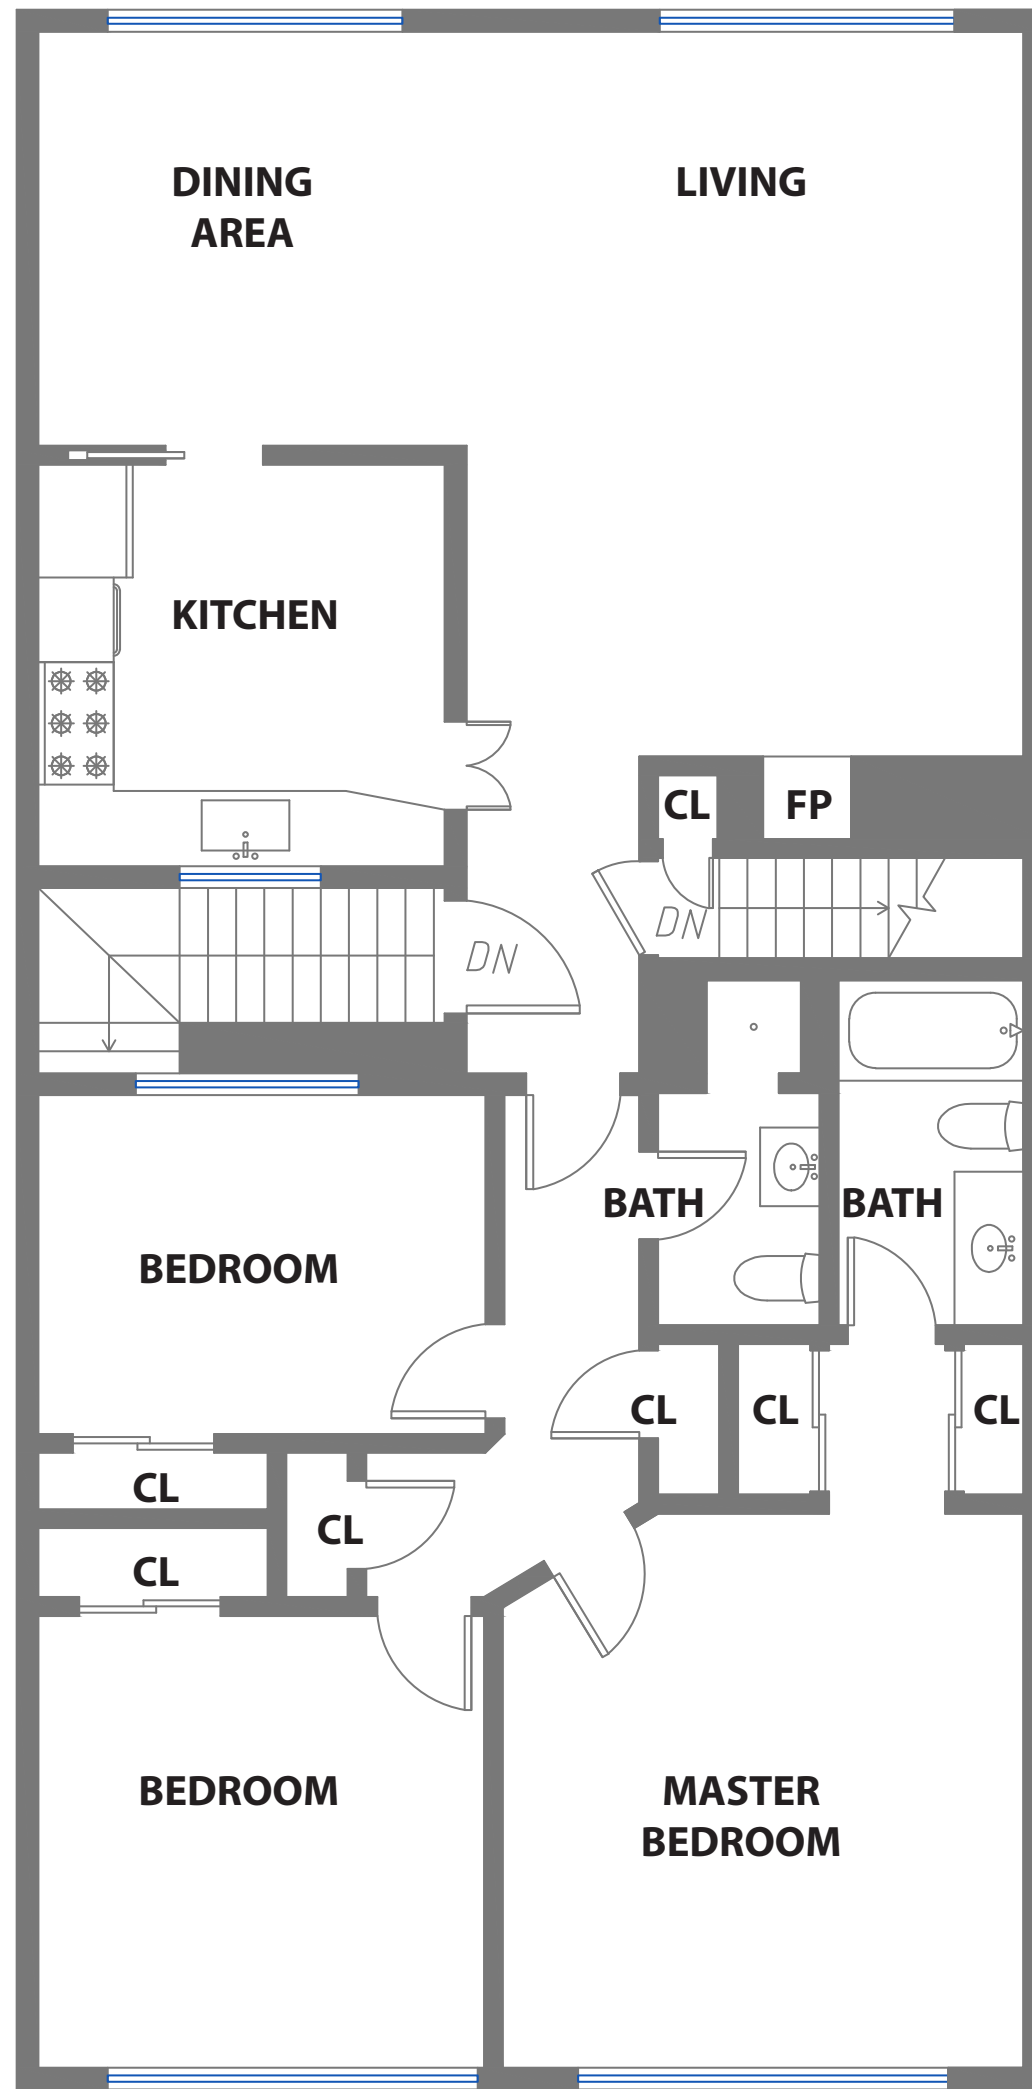 DINING
AREA
LIVING
KITCHEN
CL
FP
DN
DN
BATH
BATH
BEDROOM
CL
CL
CL
CL
CL
CL
BEDROOM
MASTER
BEDROOM